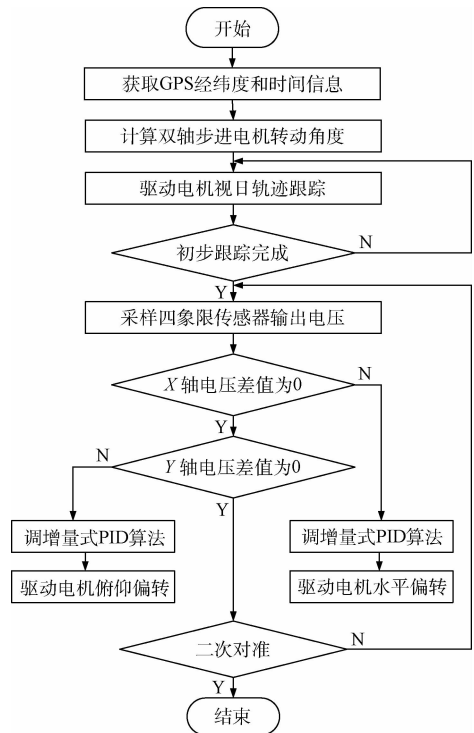 开始
获取GPS经纬度和时间信息
计算双轴步进电机转动角度
驱动电机视日轨迹跟踪
初步跟踪完成
N
Y
采样四象限传感器输出电压
X轴电压差值为0
N
Y
Y轴电压差值为0
N
Y
调增量式PID算法
调增量式PID算法
驱动电机俯仰偏转
驱动电机水平偏转
二次对准
N
Y
结束